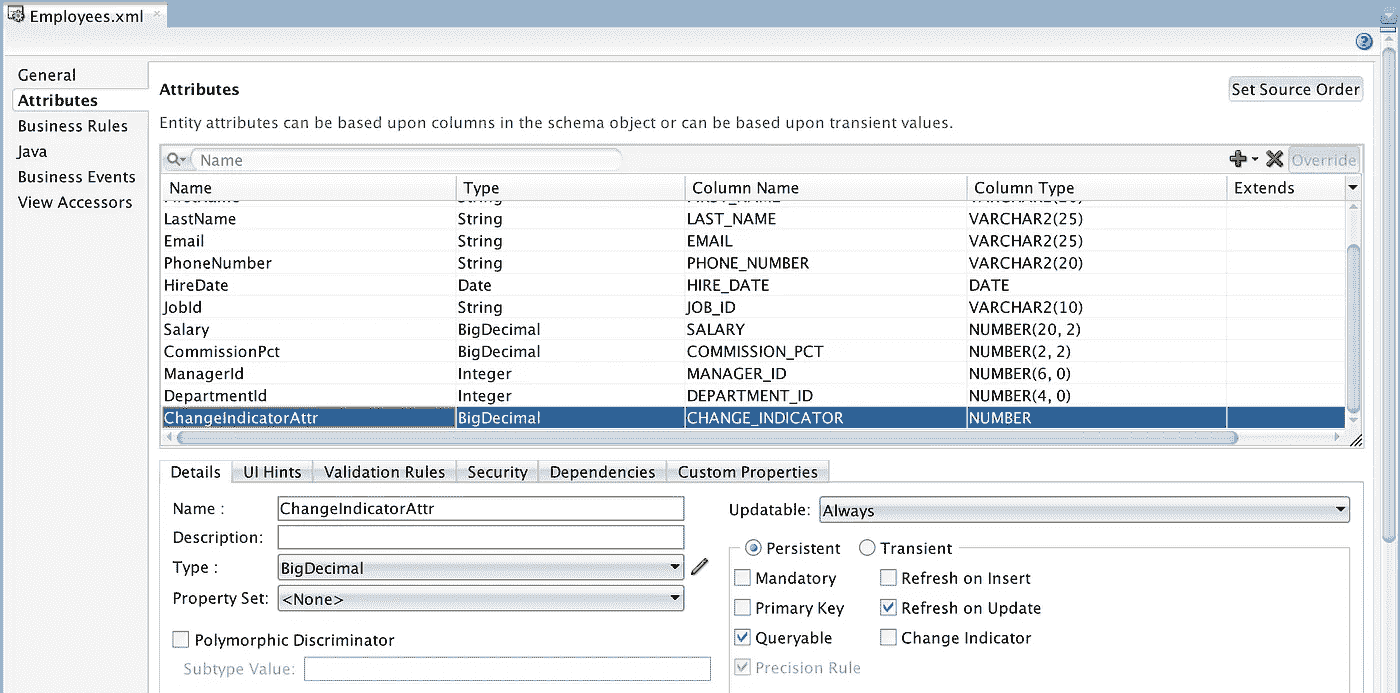 Employees.xml
General
Attributes
Business Rules
Java
Business Events
View Accessors
Attributes
Set Source Order
Entity attributes can be based upon columns in the schema object or can be based upon transient values.
Name
Override
Name Type Column Name Column Type Extends
LastName String LAST_NAME VARCHAR2(25)
Email String EMAIL VARCHAR2(25)
PhoneNumber String PHONE_NUMBER VARCHAR2(20)
HireDate Date HIRE_DATE DATE
JobId String JOB_ID VARCHAR2(10)
Salary BigDecimal SALARY NUMBER(20, 2)
CommissionPct BigDecimal COMMISSION_PCT NUMBER(2, 2)
ManagerId Integer MANAGER_ID NUMBER(6, 0)
DepartmentId Integer DEPARTMENT_ID NUMBER(4, 0)
ChangeIndicatorAttr BigDecimal CHANGE_INDICATOR NUMBER
Details UI Hints Validation Rules Security Dependencies Custom Properties
Name : ChangeIndicatorAttr
Description:
Type : BigDecimal
Property Set: <None>
Polymorphic Discriminator
Subtype Value:
Updatable: Always
Persistent Transient
Mandatory Refresh on Insert
Primary Key Refresh on Update
Queryable Change Indicator
Precision Rule